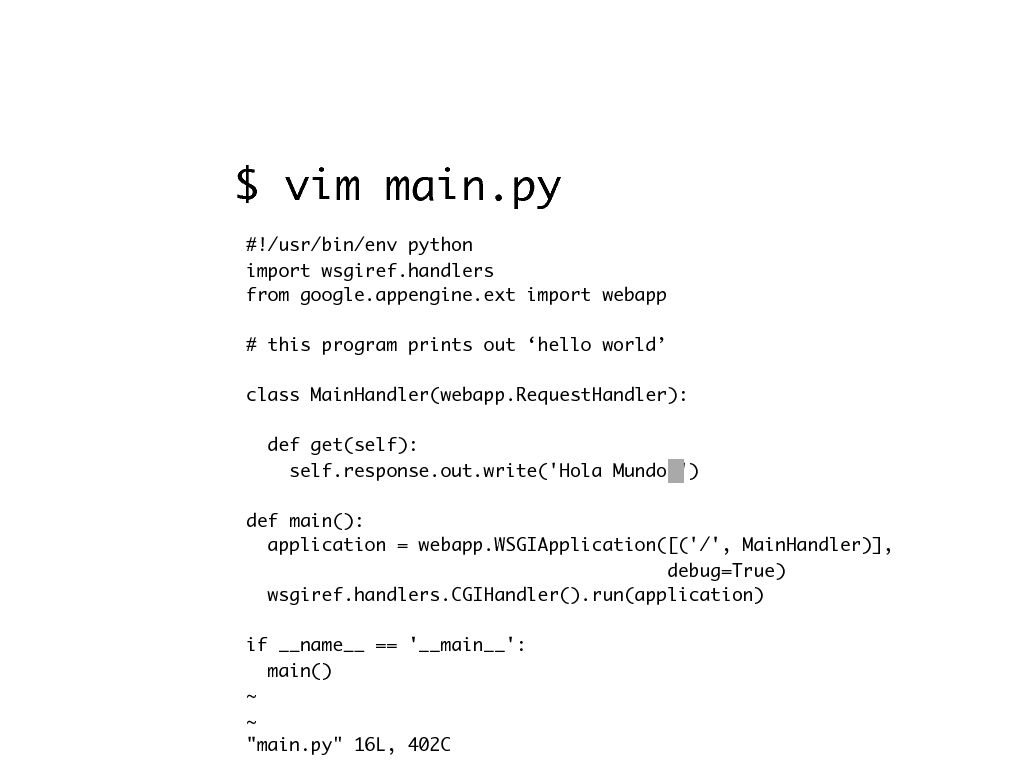 $ vim main.py
#!/usr/bin/env python
import wsgiref.handlers
from google.appengine.ext import webapp
# this program prints out ‘hello world’
class MainHandler(webapp.RequestHandler):
  def get(self):
    self.response.out.write('Hola Mundo ')
def main():
  application = webapp.WSGIApplication([('/', MainHandler)],
                                       debug=True)
  wsgiref.handlers.CGIHandler().run(application)
if __name__ == '__main__':
  main()
~
~
"main.py" 16L, 402C